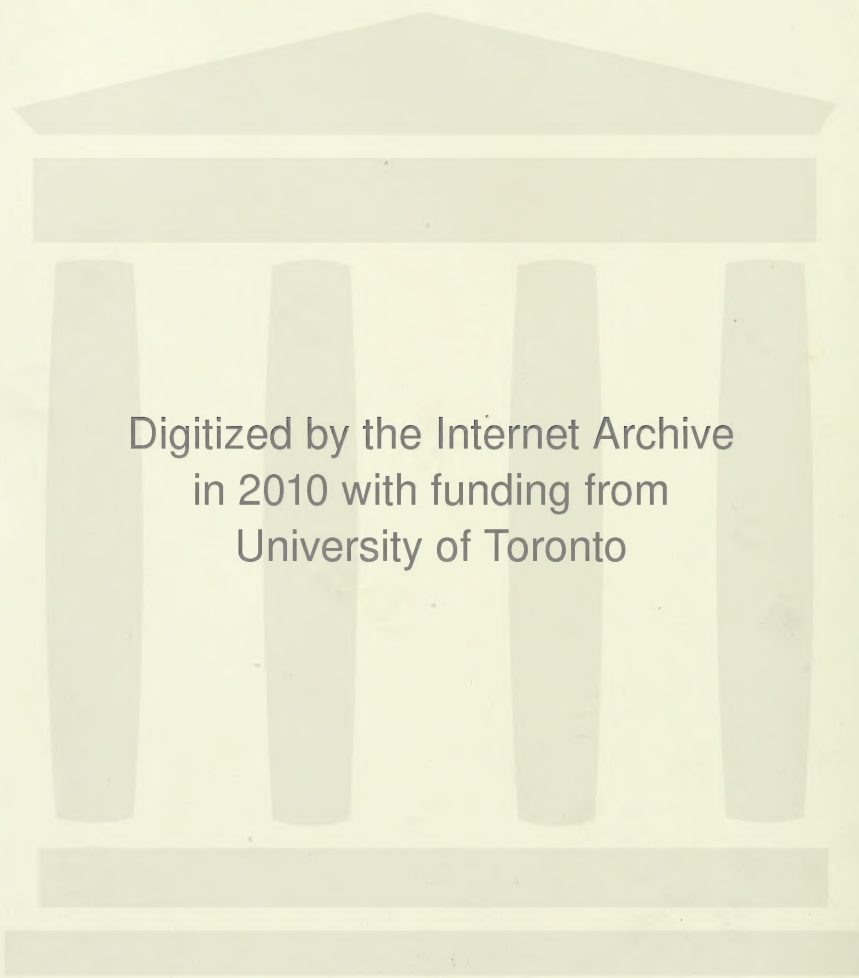 Digitized by the Internet Archive
in 2010 with funding from
University of Toronto